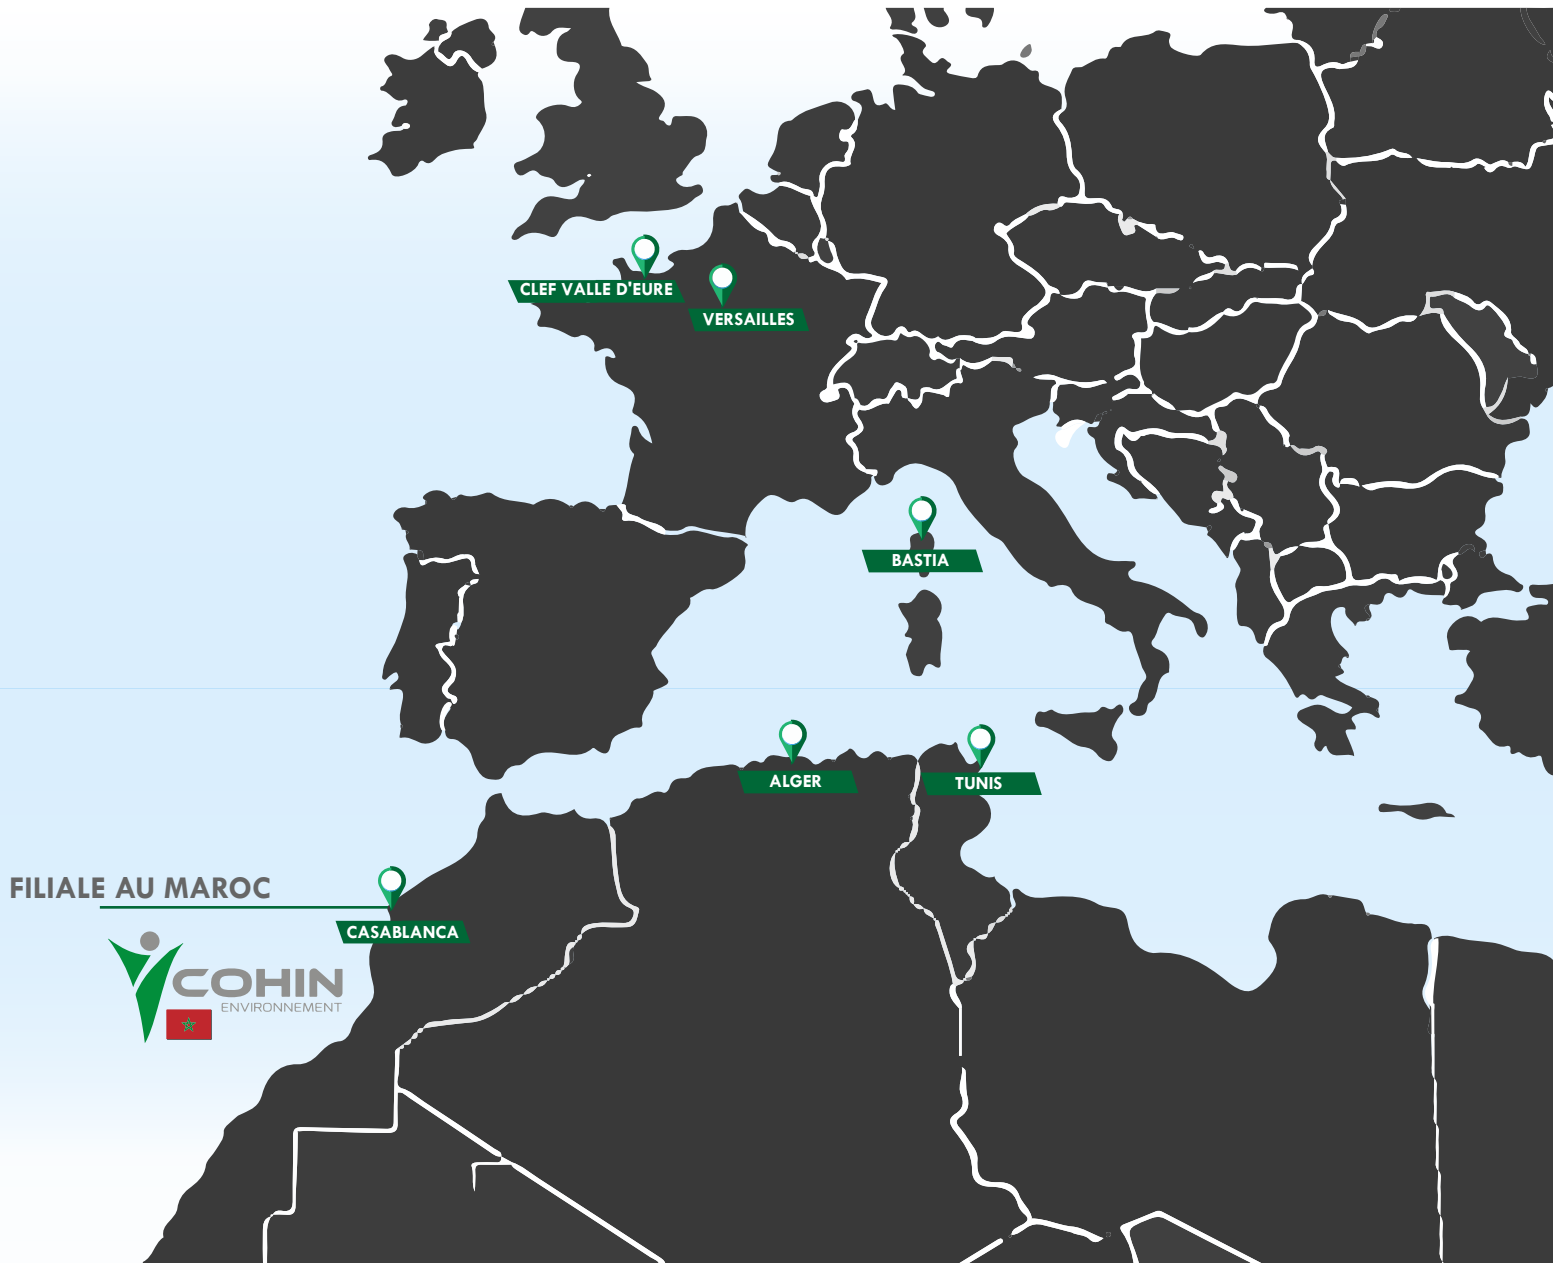 CLEF VALLE D'EURE
VERSAILLES
BASTIA
ALGER
TUNIS
FILIALE AU MAROC
CASABLANCA
COHIN
ENVIRONNEMENT